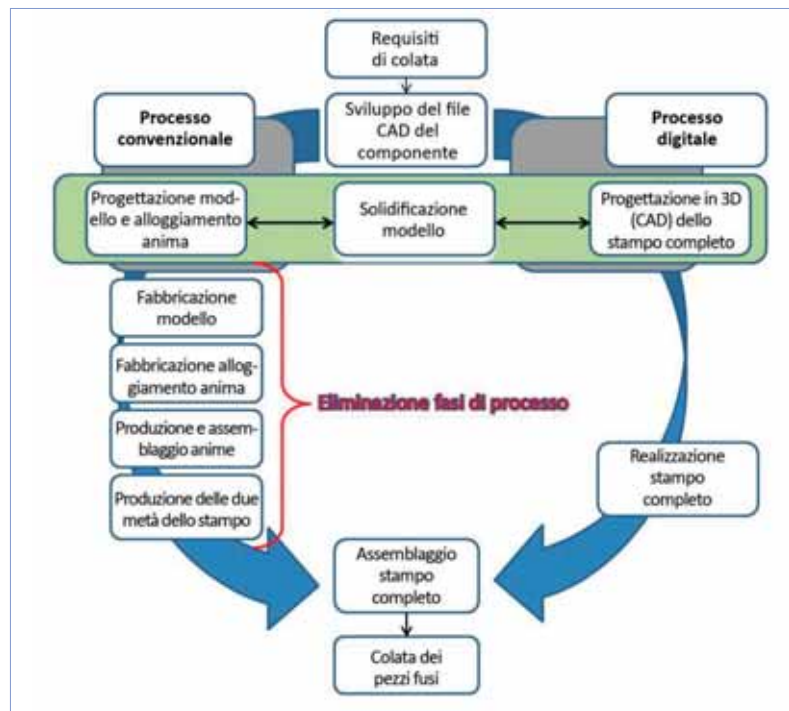 Requisiti
di colata
Processo
convenzionale
Sviluppo del file
CAD del
componente
Processo
digitale
Progettazione mod-
ello e alloggiamento
anima
Solidificazione
modello
Progettazione in 3D
(CAD) dello
stampo completo
Fabbricazione
modello
Fabbricazione allog-
giamento anima
Produzione e assem-
blaggio anime
Produzione delle due
metà dello stampo
Eliminazione fasi di processo
Realizzazione
stampo
completo
Assemblaggio
stampo
completo
Colata dei
pezzi fusi